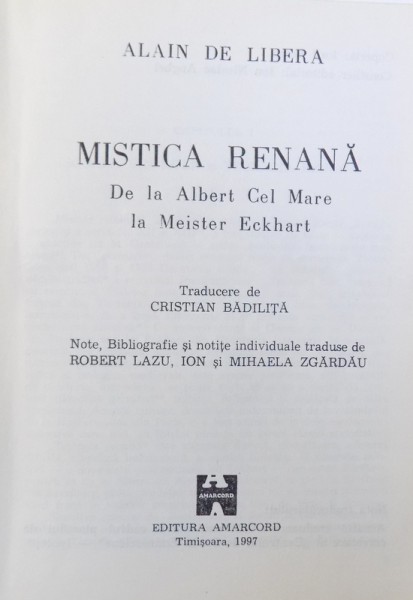 ALAIN DE LIBERA
MISTICA RENANĂ
De la Albert Cel Mare
la Meister Eckhart
Traducere de
CRISTIAN BĂDILIȚĂ
Note, Bibliografie și notițe individuale traduse de
ROBERT LAZU, ION și MIHAELA ZGĂRDĂU
A
AMARCORD
A
EDITURA AMARCORD
Timișoara, 1997